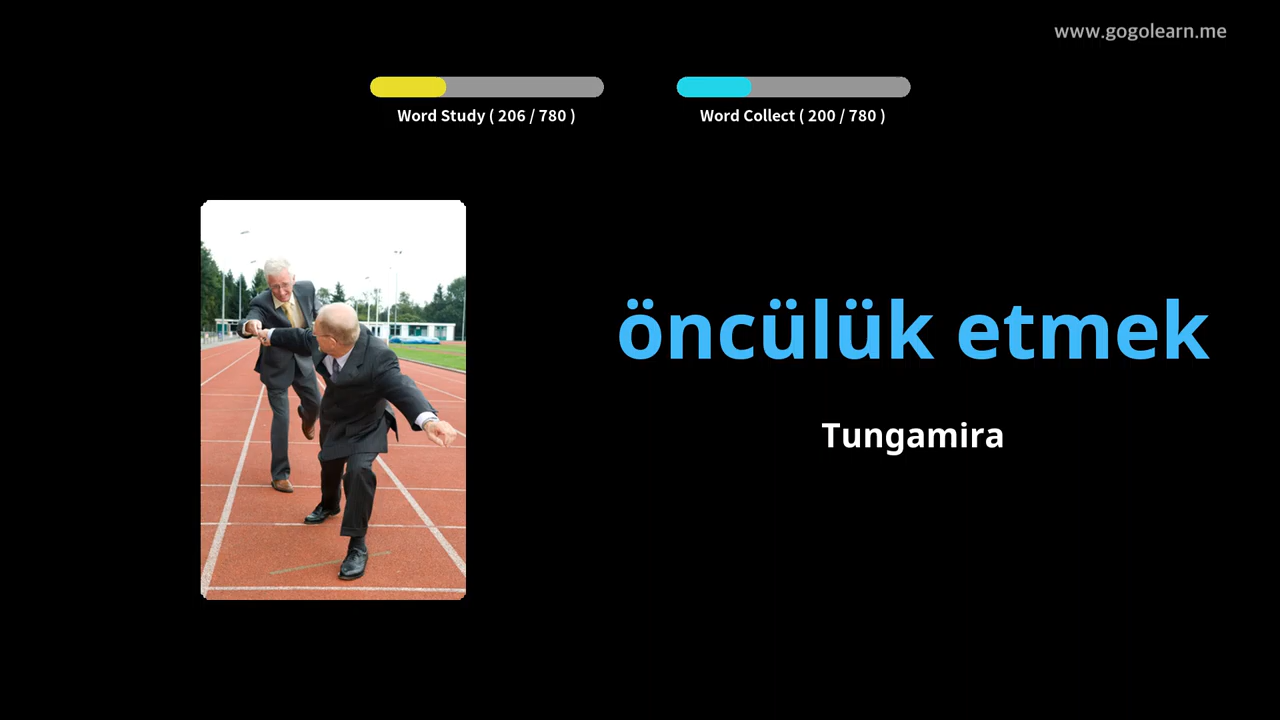 www.gogolearn.me
Word Study ( 206 / 780 )
Word Collect ( 200 / 780 )
öncülük etmek
Tungamira